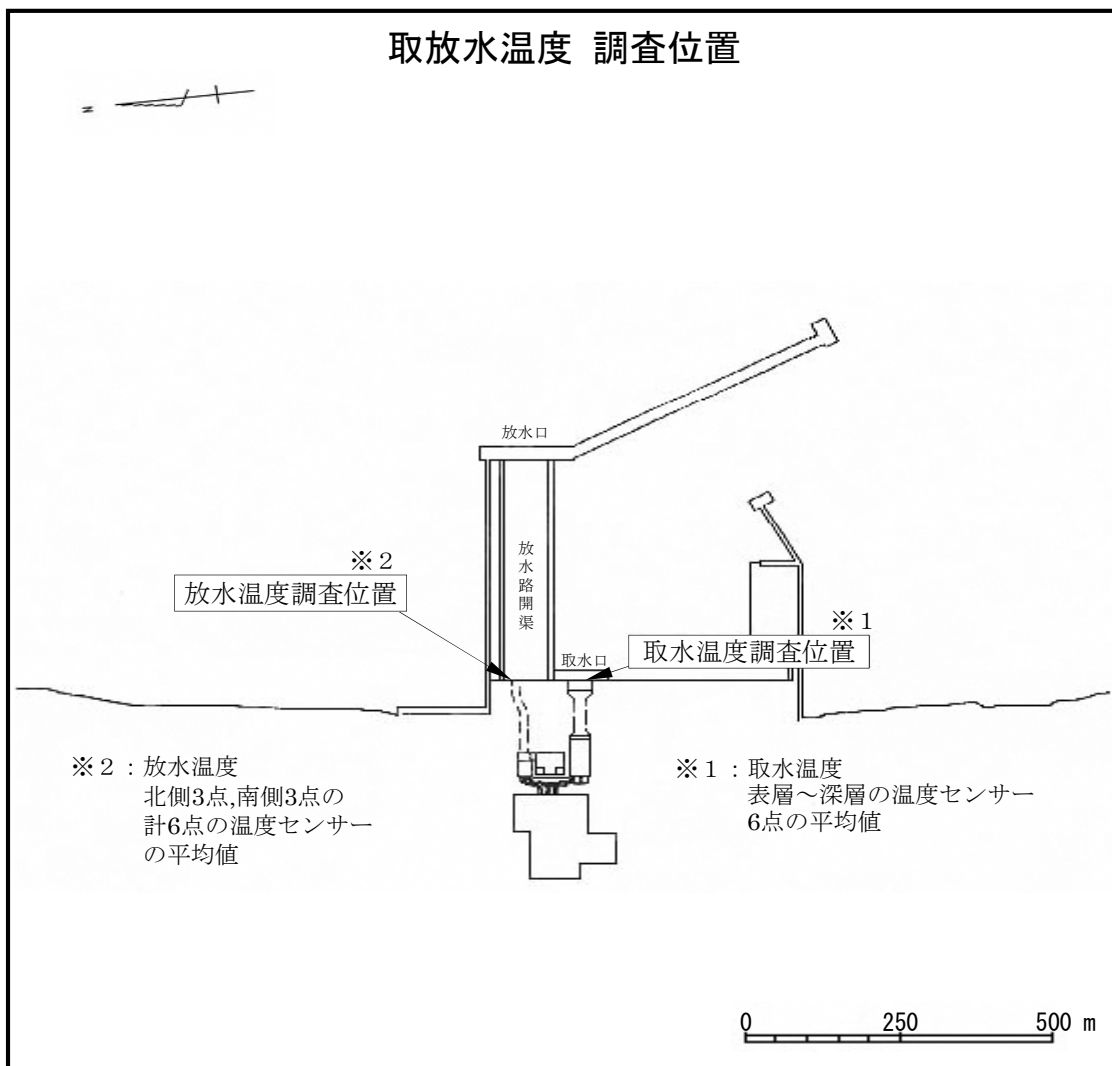 取放水温度 調査位置
N
放水口
放水路開渠
※２
放水温度調査位置
※１
取水口
取水温度調査位置
※２：放水温度
北側3点,南側3点の
計6点の温度センサー
の平均値
※１：取水温度
表層～深層の温度センサー
6点の平均値
0 250 500 m